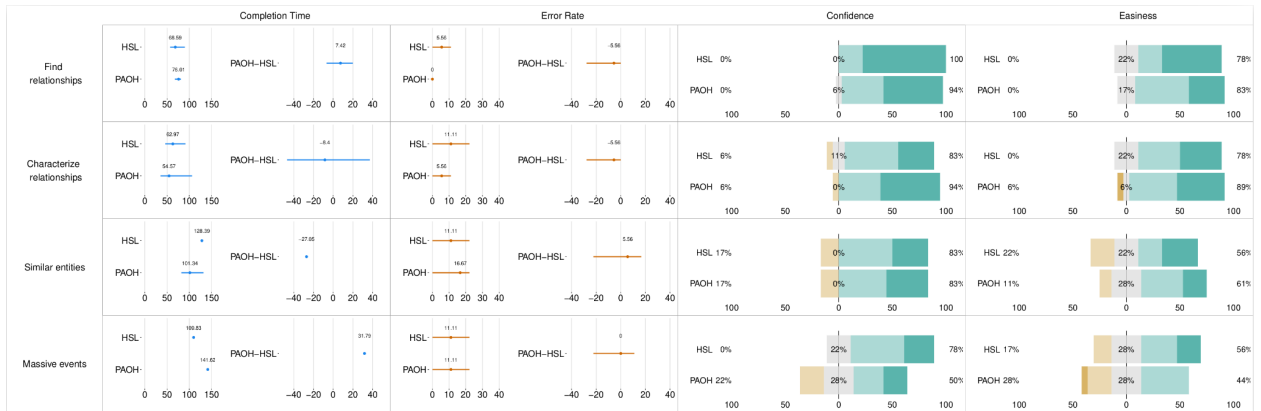 Completion Time Error Rate Confidence Easiness
Find relationships
HSL 68.59
PAOH 76.01
0 50 100 150
PAOH-HSL 7.42
−40 −20 0 20 40
HSL 5.56
PAOH 0
0 10 20 30 40
PAOH-HSL −5.56
−40 −20 0 20 40
HSL 0% 0% 100
PAOH 0% 6% 94%
100 50 0 50 100
HSL 0% 22% 78%
PAOH 0% 17% 83%
100 50 0 50 100
Characterize relationships
HSL 62.97
PAOH 54.57
0 50 100 150
PAOH-HSL −8.4
−40 −20 0 20 40
HSL 11.11
PAOH 5.56
0 10 20 30 40
PAOH-HSL −5.56
−40 −20 0 20 40
HSL 6% 11% 83%
PAOH 6% 0% 94%
100 50 0 50 100
HSL 0% 22% 78%
PAOH 6% 6% 89%
100 50 0 50 100
Similar entities
HSL 128.39
PAOH 101.34
0 50 100 150
PAOH-HSL −27.05
−40 −20 0 20 40
HSL 11.11
PAOH 16.67
0 10 20 30 40
PAOH-HSL 5.56
−40 −20 0 20 40
HSL 17% 0% 83%
PAOH 17% 0% 83%
100 50 0 50 100
HSL 22% 22% 56%
PAOH 11% 28% 61%
100 50 0 50 100
Massive events
HSL 109.83
PAOH 141.62
0 50 100 150
PAOH-HSL 31.79
−40 −20 0 20 40
HSL 11.11
PAOH 11.11
0 10 20 30 40
PAOH-HSL 0
−40 −20 0 20 40
HSL 0% 22% 78%
PAOH 22% 28% 50%
100 50 0 50 100
HSL 17% 28% 56%
PAOH 28% 28% 44%
100 50 0 50 100